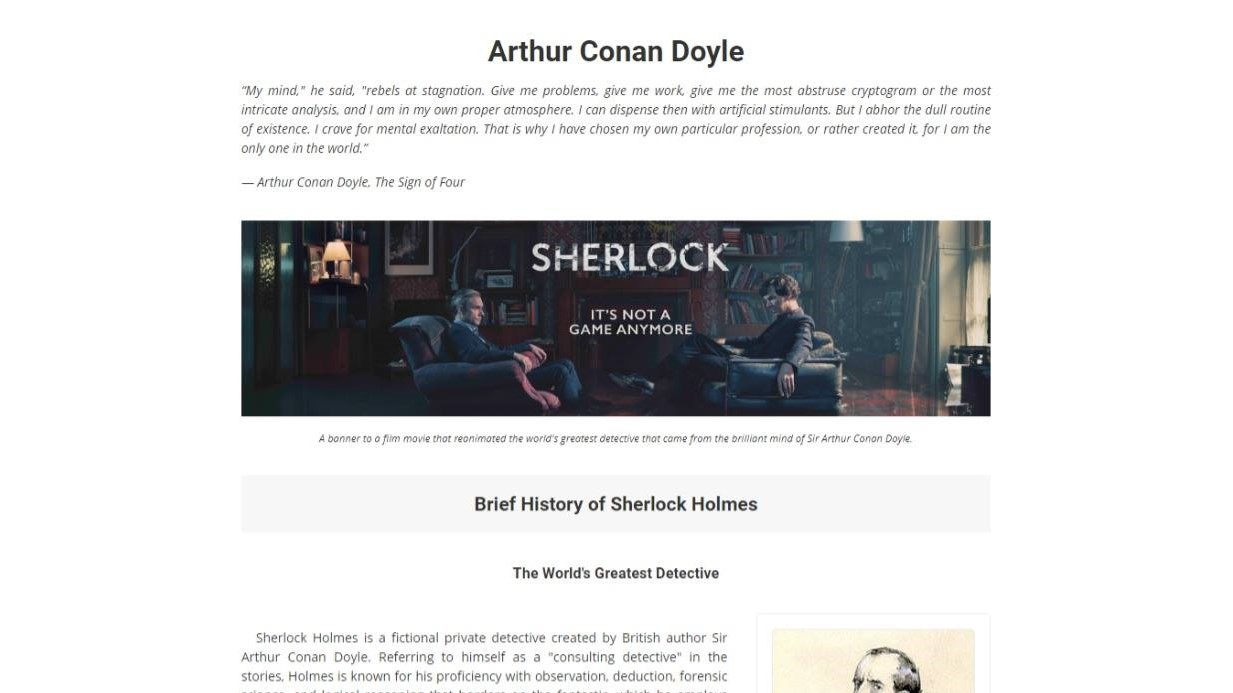 Arthur Conan Doyle
“My mind," he said, "rebels at stagnation. Give me problems, give me work, give me the most abstruse cryptogram or the most
intricate analysis, and I am in my own proper atmosphere. I can dispense then with artificial stimulants. But I abhor the dull routine
of existence. I crave for mental exaltation. That is why I have chosen my own particular profession, or rather created it, for I am the
only one in the world.”
― Arthur Conan Doyle, The Sign of Four
SHERLOCK
IT'S NOT A
GAME ANYMORE
A banner to a film movie that reanimated the world's greatest detective that came from the brilliant mind of Sir Arthur Conan Doyle.
Brief History of Sherlock Holmes
The World's Greatest Detective
Sherlock Holmes is a fictional private detective created by British author Sir
Arthur Conan Doyle. Referring to himself as a "consulting detective" in the
stories, Holmes is known for his proficiency with observation, deduction, forensic